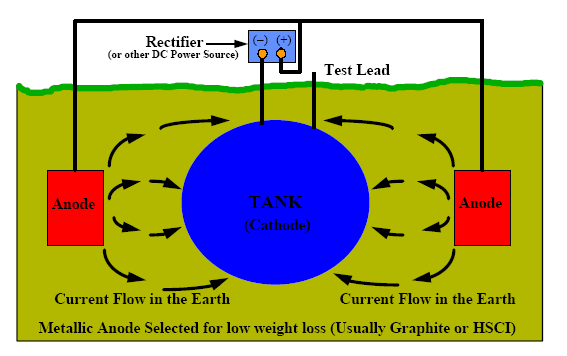 Rectifier
(or other DC Power Source)
(-) (+)
Test Lead
Anode
TANK
(Cathode)
Anode
Current Flow in the Earth
Current Flow in the Earth
Metallic Anode Selected for low weight loss (Usually Graphite or HSCI)